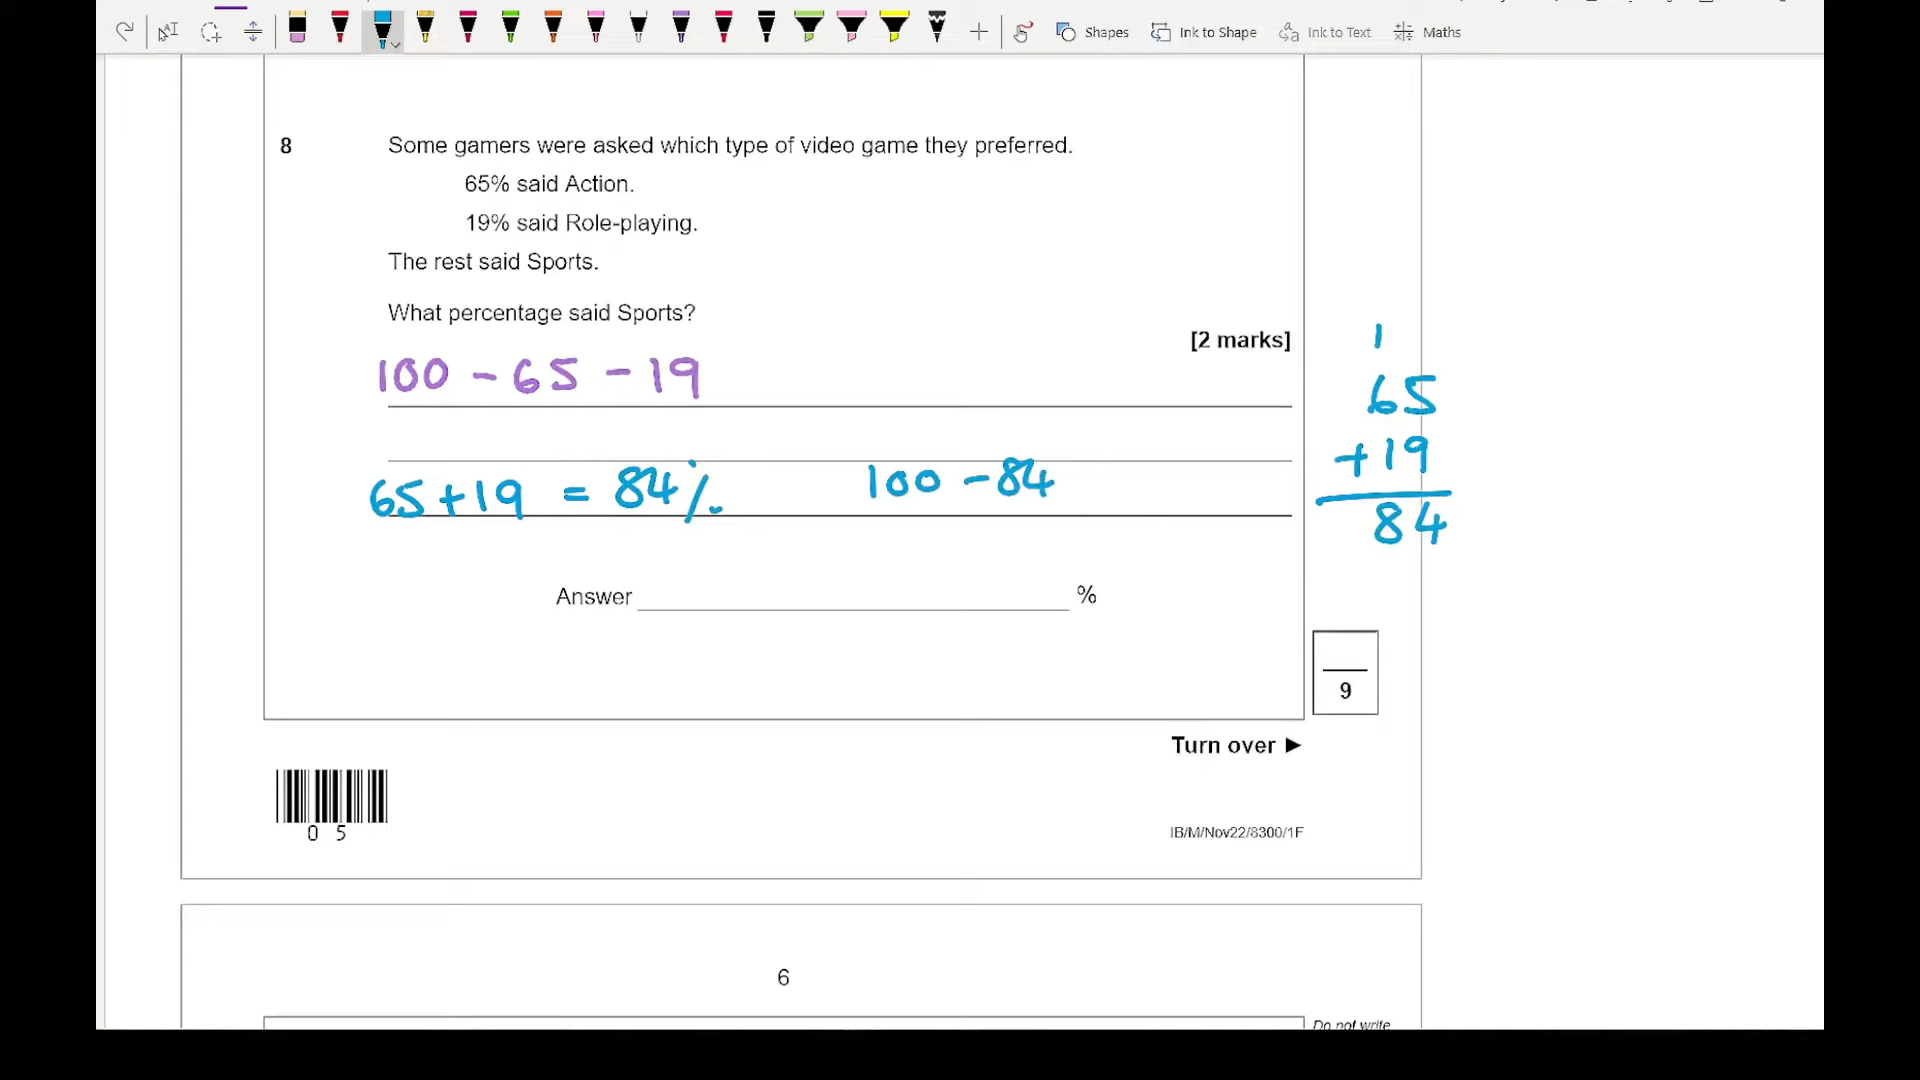 Shapes Ink to Shape Ink to Text Maths
8 Some gamers were asked which type of video game they preferred.
65% said Action.
19% said Role-playing.
The rest said Sports.
What percentage said Sports?
[2 marks]
100 - 65 - 19
65+19 = 84% 100 - 84
1
65
+19
84
Answer %
9
Turn over ►
0 5
IB/M/Nov22/8300/1F
6
Do not write